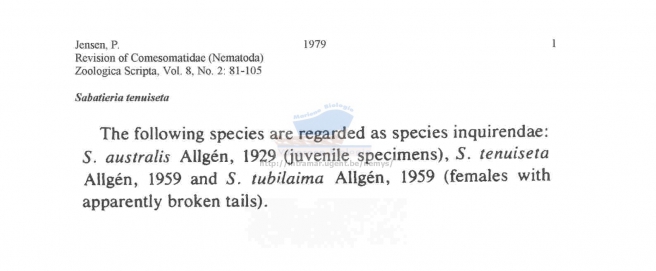 Jensen, P. 1979 1
Revision of Comesomatidae (Nematoda)
Zoologica Scripta, Vol. 8, No. 2: 81-105
Sabatieria tenuiseta
The following species are regarded as species inquirendae:
S. australis Allgén, 1929 (juvenile specimens), S. tenuiseta
Allgén, 1959 and S. tubilaima Allgén, 1959 (females with
apparently broken tails).